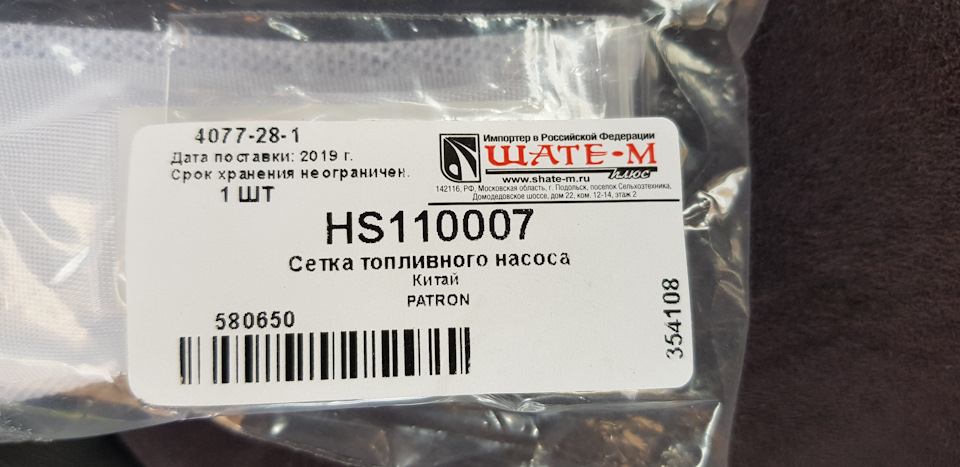 4077-28-1
Дата поставки: 2019 г.
Срок хранения неограничен.
1 ШТ
Импортер в Российской Федерации
ШАТЕ-М
плюс
www.shate-m.ru
142116, РФ, Московская область, г. Подольск, поселок Сельхозтехника,
Домодедовское шоссе, дом 22, ком. 12-14, этаж 2
HS110007
Сетка топливного насоса
Китай
PATRON
580650
354108